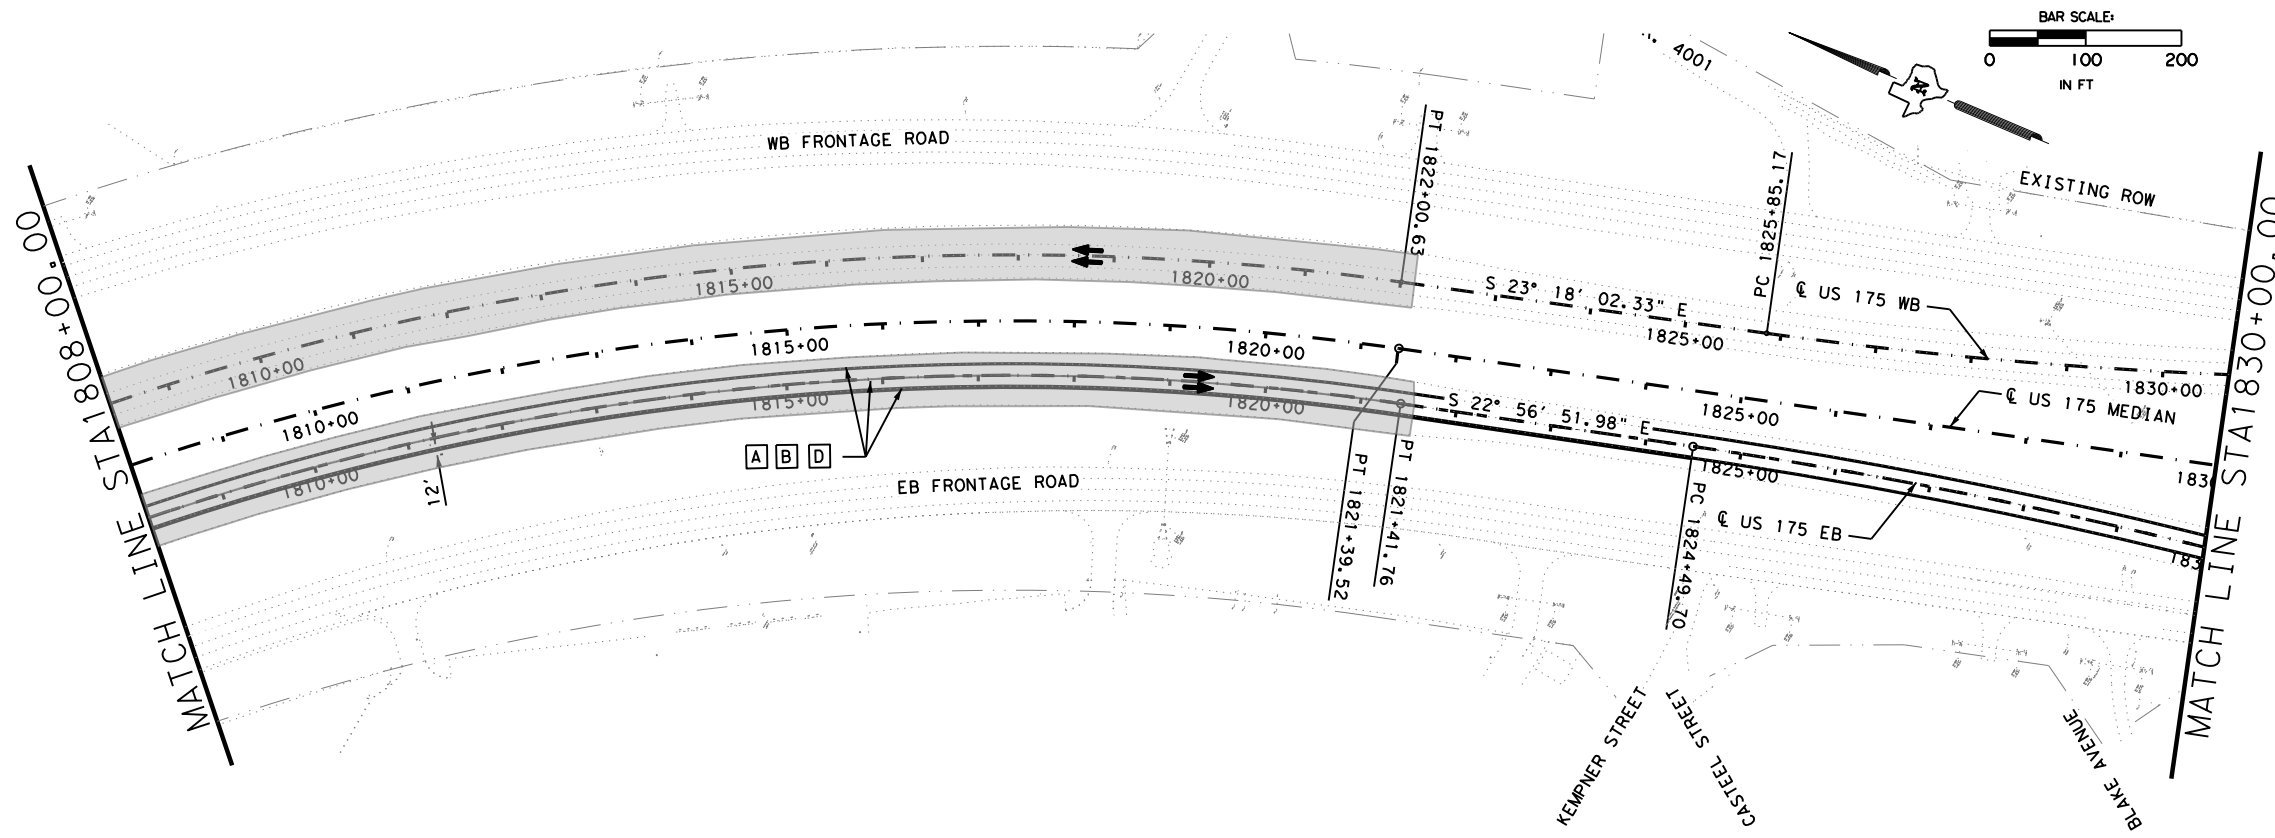 BAR SCALE:
0 100 200
IN FT
4001
WB FRONTAGE ROAD
PT 1822+00.63
PC 1825+85.17
EXISTING ROW
MATCH LINE STA1808+00.00
1810+00
1815+00
1820+00
S 23° 18' 02.33" E
1825+00
℄ US 175 WB
1830+00
1810+00
1815+00
1820+00
1825+00
℄ US 175 MEDIAN
183
1810+00
1815+00
1820+00
S 22° 56' 51.98" E
1825+00
℄ US 175 EB
183
12'
A B D
EB FRONTAGE ROAD
PT 1821+39.52
PT 1821+41.76
PC 1824+49.70
KEMPNER STREET
CASTEEL STREET
BLAKE AVENUE
MATCH LINE STA1830+00.00